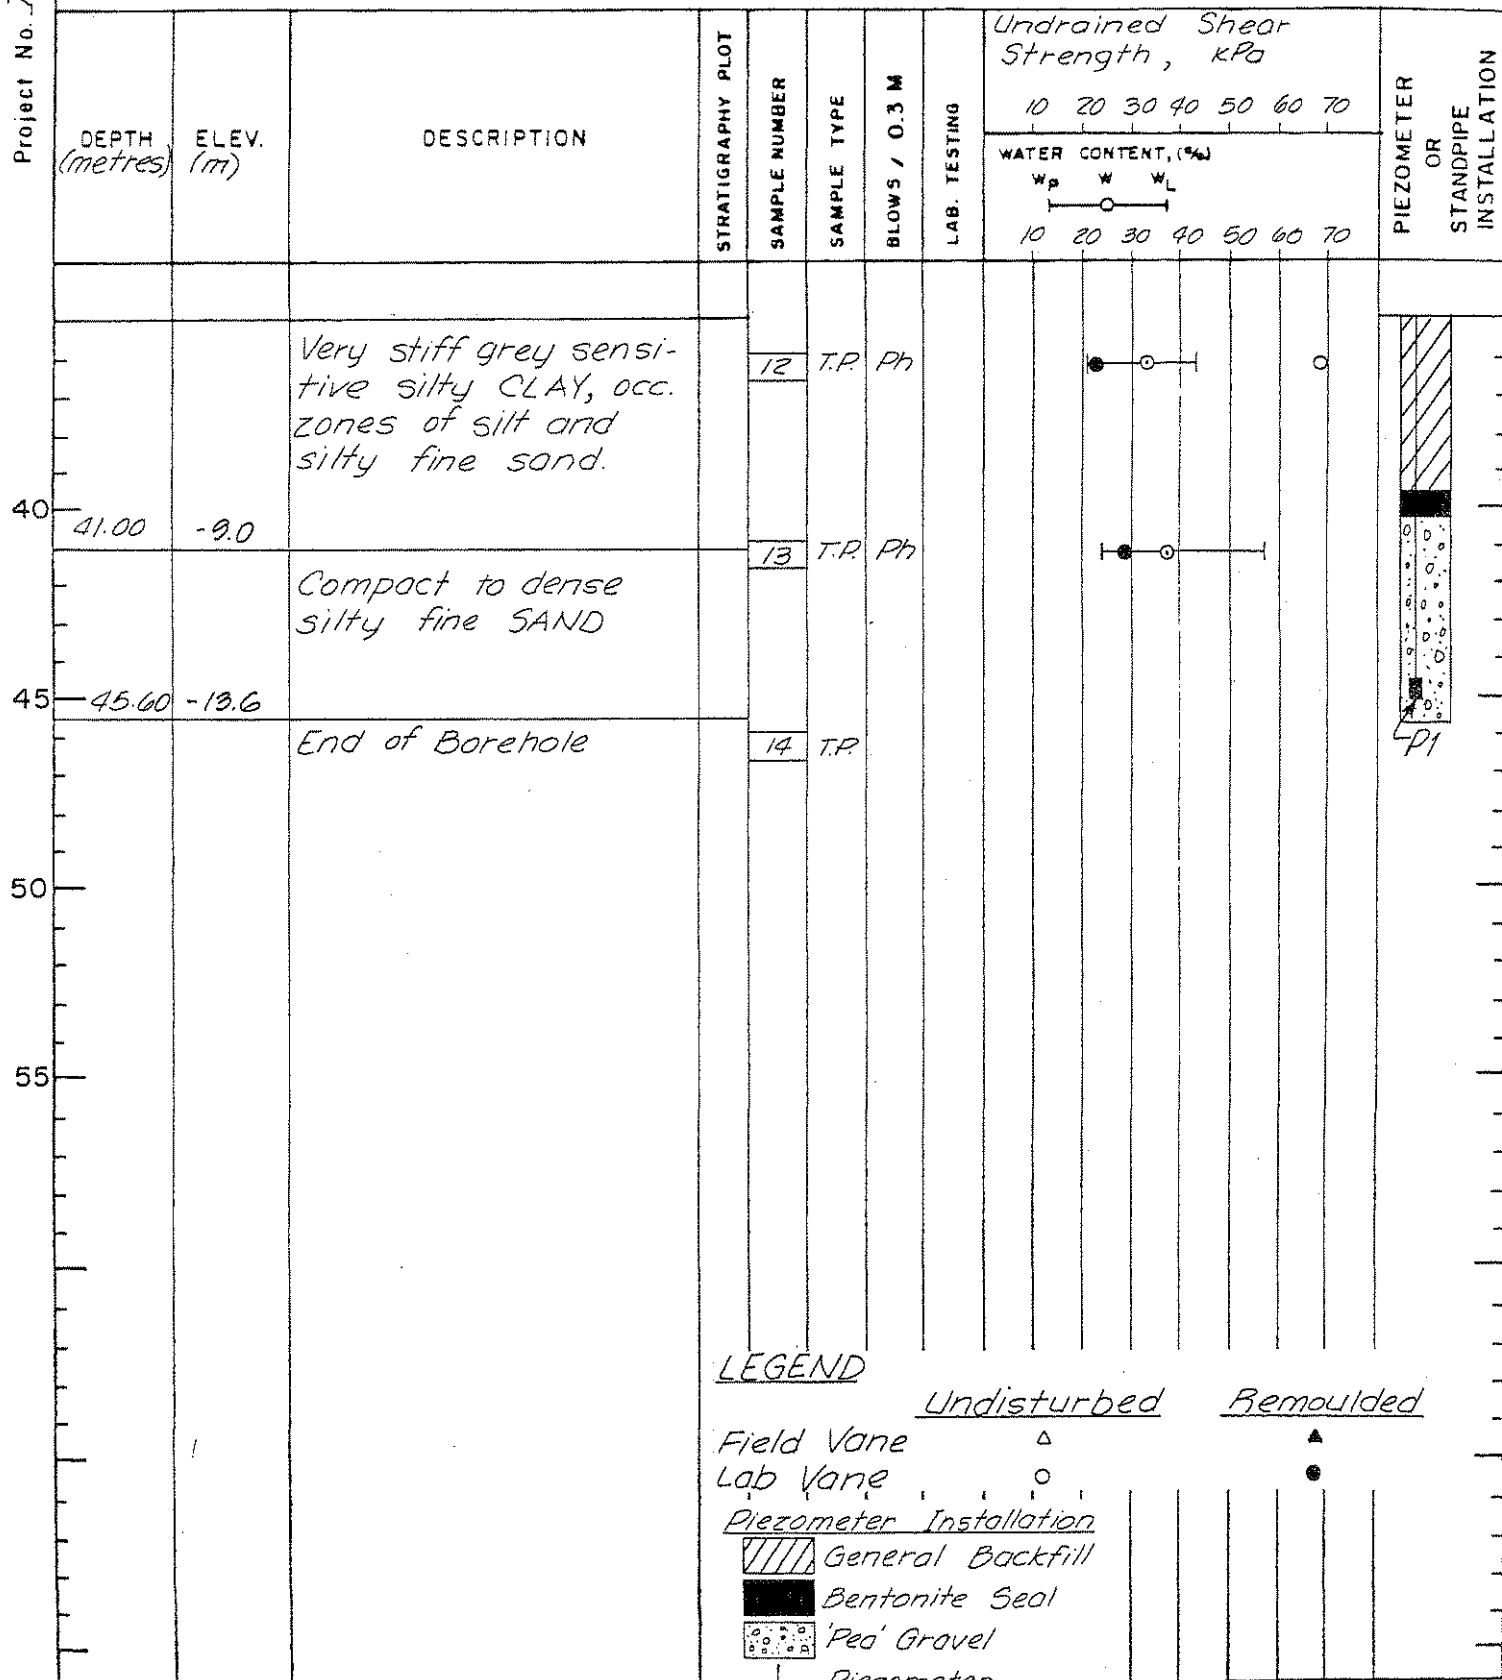 Project No.
DEPTH
(metres)
ELEV.
(m)
DESCRIPTION
STRATIGRAPHY PLOT
SAMPLE NUMBER
SAMPLE TYPE
BLOWS / 0.3 M
LAB. TESTING
Undrained Shear
Strength, kPa
10 20 30 40 50 60 70
WATER CONTENT, (%)
Wp W WL
10 20 30 40 50 60 70
PIEZOMETER
OR
STANDPIPE
INSTALLATION
Very stiff grey sensi-
tive silty CLAY, occ.
zones of silt and
silty fine sand.
12 T.P. Ph
40
41.00 -9.0
13 T.P. Ph
Compact to dense
silty fine SAND
45
45.60 -13.6
End of Borehole
14 T.P.
P1
50
55
LEGEND
Undisturbed Remoulded
Field Vane
Lab Vane
Piezometer Installation
General Backfill
Bentonite Seal
'Pea' Gravel
Piezometer